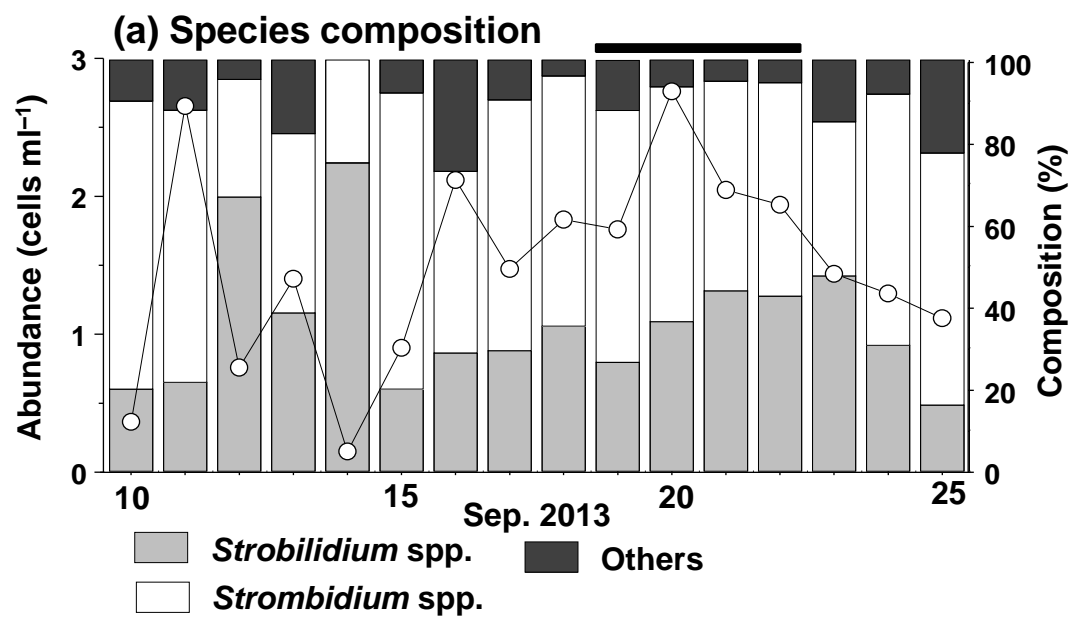 (a) Species composition
Abundance (cells ml⁻¹)
3
2
1
0
100
80
60
40
20
0
Composition (%)
10 15 20 25
Sep. 2013
Strobilidium spp.
Others
Strombidium spp.